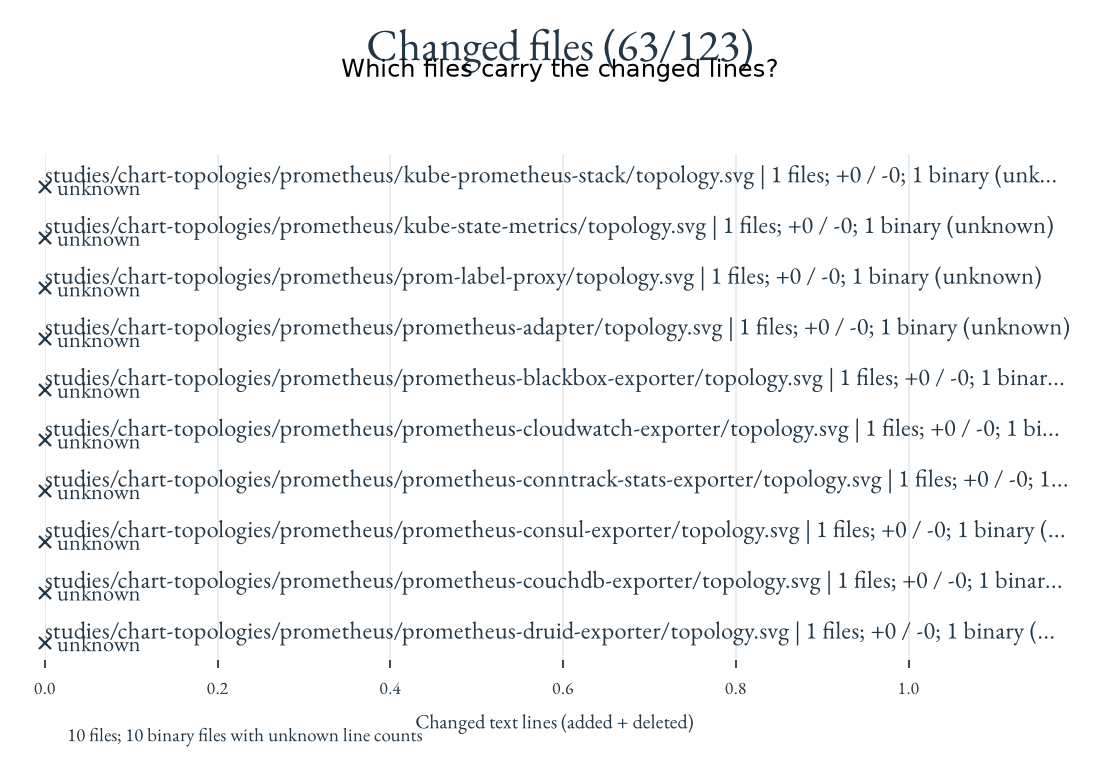 Changed files (63/123)
Which files carry the changed lines?
studies/chart-topologies/prometheus/kube-prometheus-stack/topology.svg | 1 files; +0 / -0; 1 binary (unk...
unknown
studies/chart-topologies/prometheus/kube-state-metrics/topology.svg | 1 files; +0 / -0; 1 binary (unknown)
unknown
studies/chart-topologies/prometheus/prom-label-proxy/topology.svg | 1 files; +0 / -0; 1 binary (unknown)
unknown
studies/chart-topologies/prometheus/prometheus-adapter/topology.svg | 1 files; +0 / -0; 1 binary (unknown)
unknown
studies/chart-topologies/prometheus/prometheus-blackbox-exporter/topology.svg | 1 files; +0 / -0; 1 binar...
unknown
studies/chart-topologies/prometheus/prometheus-cloudwatch-exporter/topology.svg | 1 files; +0 / -0; 1 bi...
unknown
studies/chart-topologies/prometheus/prometheus-conntrack-stats-exporter/topology.svg | 1 files; +0 / -0; 1...
unknown
studies/chart-topologies/prometheus/prometheus-consul-exporter/topology.svg | 1 files; +0 / -0; 1 binary (...
unknown
studies/chart-topologies/prometheus/prometheus-couchdb-exporter/topology.svg | 1 files; +0 / -0; 1 binar...
unknown
studies/chart-topologies/prometheus/prometheus-druid-exporter/topology.svg | 1 files; +0 / -0; 1 binary (...
unknown
0.0 0.2 0.4 0.6 0.8 1.0
Changed text lines (added + deleted)
10 files; 10 binary files with unknown line counts